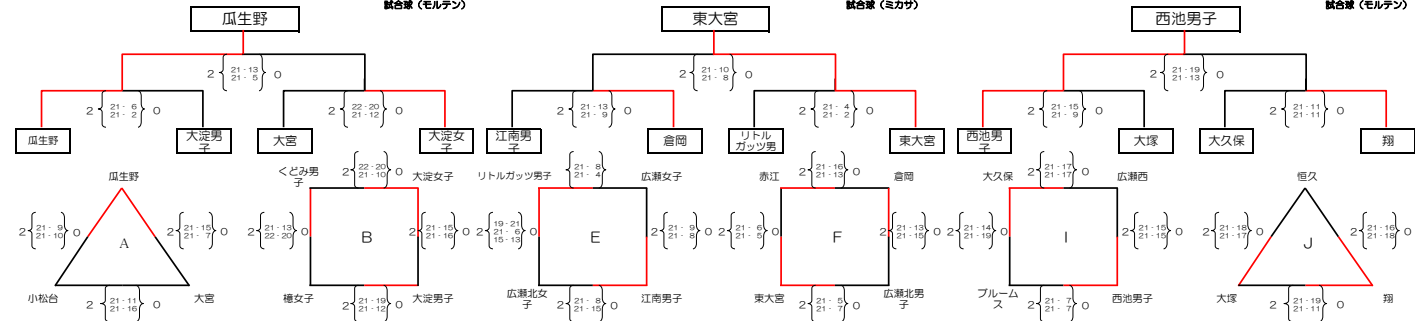 試合球（モルテン）
試合球（ミカサ）
試合球（モルテン）
瓜生野
東大宮
西池男子
2 21 - 13 0
21 - 5
2 21 - 10 0
21 - 8
2 21 - 19 0
21 - 13
2 21 - 6 0
21 - 2
2 22 - 20 0
21 - 12
2 21 - 13 0
21 - 9
2 21 - 4 0
21 - 2
2 21 - 15 0
21 - 9
2 21 - 11 0
21 - 11
瓜生野
大淀男
子
大宮
大淀女
子
江南男
子
倉岡
リトル
ガッツ男
東大宮
西池男
子
大塚
大久保
翔
瓜生野
2 21 - 9 0
21 - 10
A
2 21 - 15 0
21 - 7
小松台
2 21 - 11 0
21 - 16
大宮
くどみ男
子
2 22 - 20 0
21 - 10
大淀女子
2 21 - 13 0
22 - 20
B
2 21 - 15 0
21 - 16
檍女子
2 21 - 19 0
21 - 12
大淀男子
リトルガッツ男子
2 21 - 8 0
21 - 4
広瀬女子
2 19 - 21 0
21 - 6
15 - 13
E
2 21 - 9 0
21 - 8
広瀬北女
子
2 21 - 8 0
21 - 15
江南男子
赤江
2 21 - 16 0
21 - 13
倉岡
2 21 - 6 0
21 - 5
F
2 21 - 13 0
21 - 15
東大宮
2 21 - 5 0
21 - 7
広瀬北男
子
大久保
2 21 - 17 0
21 - 17
広瀬西
2 21 - 14 0
21 - 19
I
2 21 - 15 0
21 - 15
ブルーム
ス
2 21 - 7 0
21 - 7
西池男子
恒久
2 21 - 18 0
21 - 17
J
2 21 - 16 0
21 - 18
大塚
2 21 - 19 0
21 - 11
翔